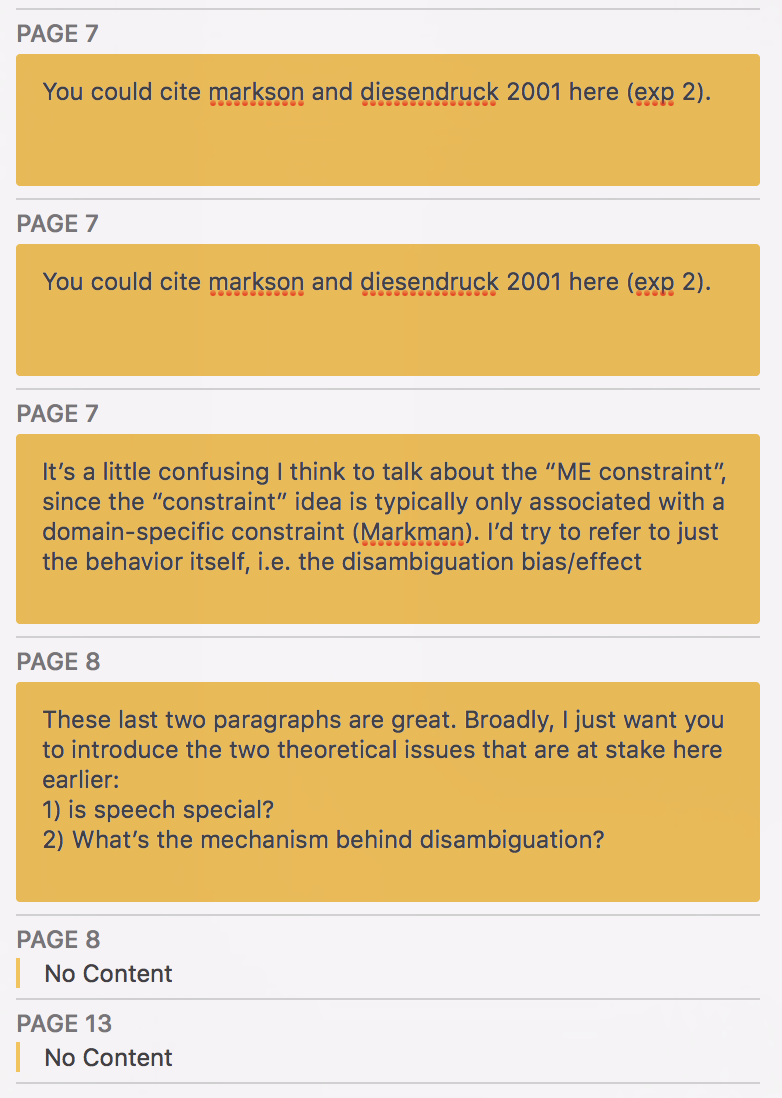 PAGE 7
You could cite markson and diesendruck 2001 here (exp 2).
PAGE 7
You could cite markson and diesendruck 2001 here (exp 2).
PAGE 7
It’s a little confusing I think to talk about the “ME constraint”,
since the “constraint” idea is typically only associated with a
domain-specific constraint (Markman). I’d try to refer to just
the behavior itself, i.e. the disambiguation bias/effect
PAGE 8
These last two paragraphs are great. Broadly, I just want you
to introduce the two theoretical issues that are at stake here
earlier:
1) is speech special?
2) What’s the mechanism behind disambiguation?
PAGE 8
No Content
PAGE 13
No Content